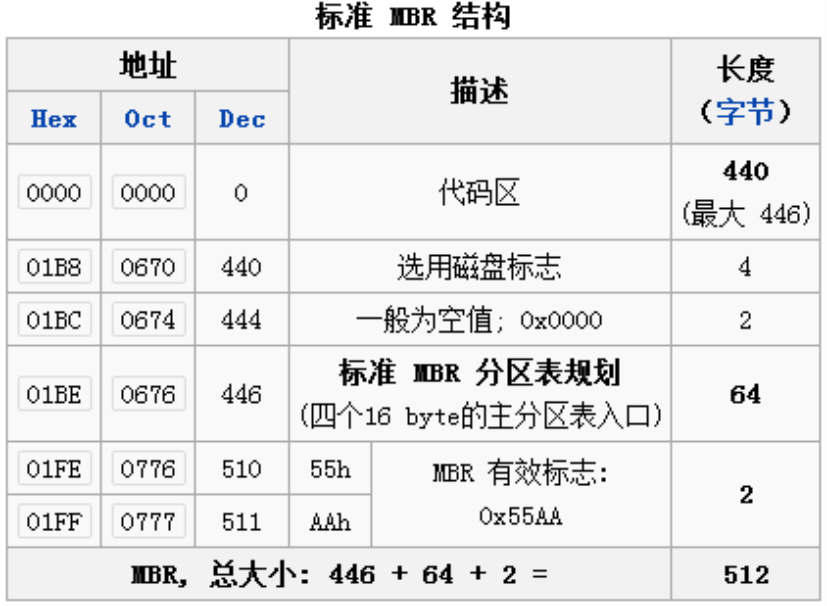 标准 MBR 结构
地址
描述
长度
(字节)
Hex Oct Dec
0000 0000 0 代码区 440
(最大 446)
01B8 0670 440 选用磁盘标志 4
01BC 0674 444 一般为空值; 0x0000 2
01BE 0676 446 标准 MBR 分区表规划
(四个16 byte的主分区表入口) 64
01FE 0776 510 55h MBR 有效标志:
0x55AA 2
01FF 0777 511 AAh
MBR, 总大小: 446 + 64 + 2 = 512